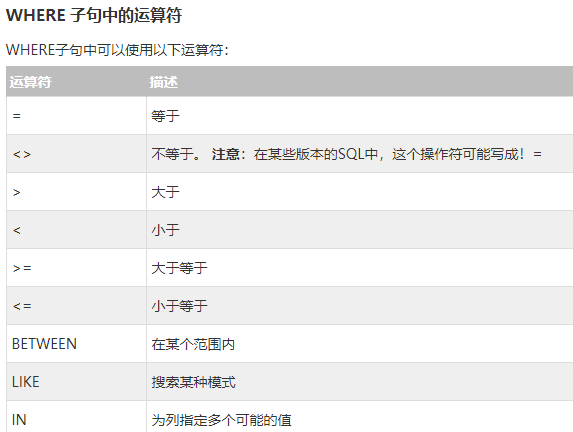 WHERE 子句中的运算符
WHERE子句中可以使用以下运算符：
运算符 描述
= 等于
<> 不等于。 注意：在某些版本的SQL中，这个操作符可能写成！=
> 大于
< 小于
>= 大于等于
<= 小于等于
BETWEEN 在某个范围内
LIKE 搜索某种模式
IN 为列指定多个可能的值